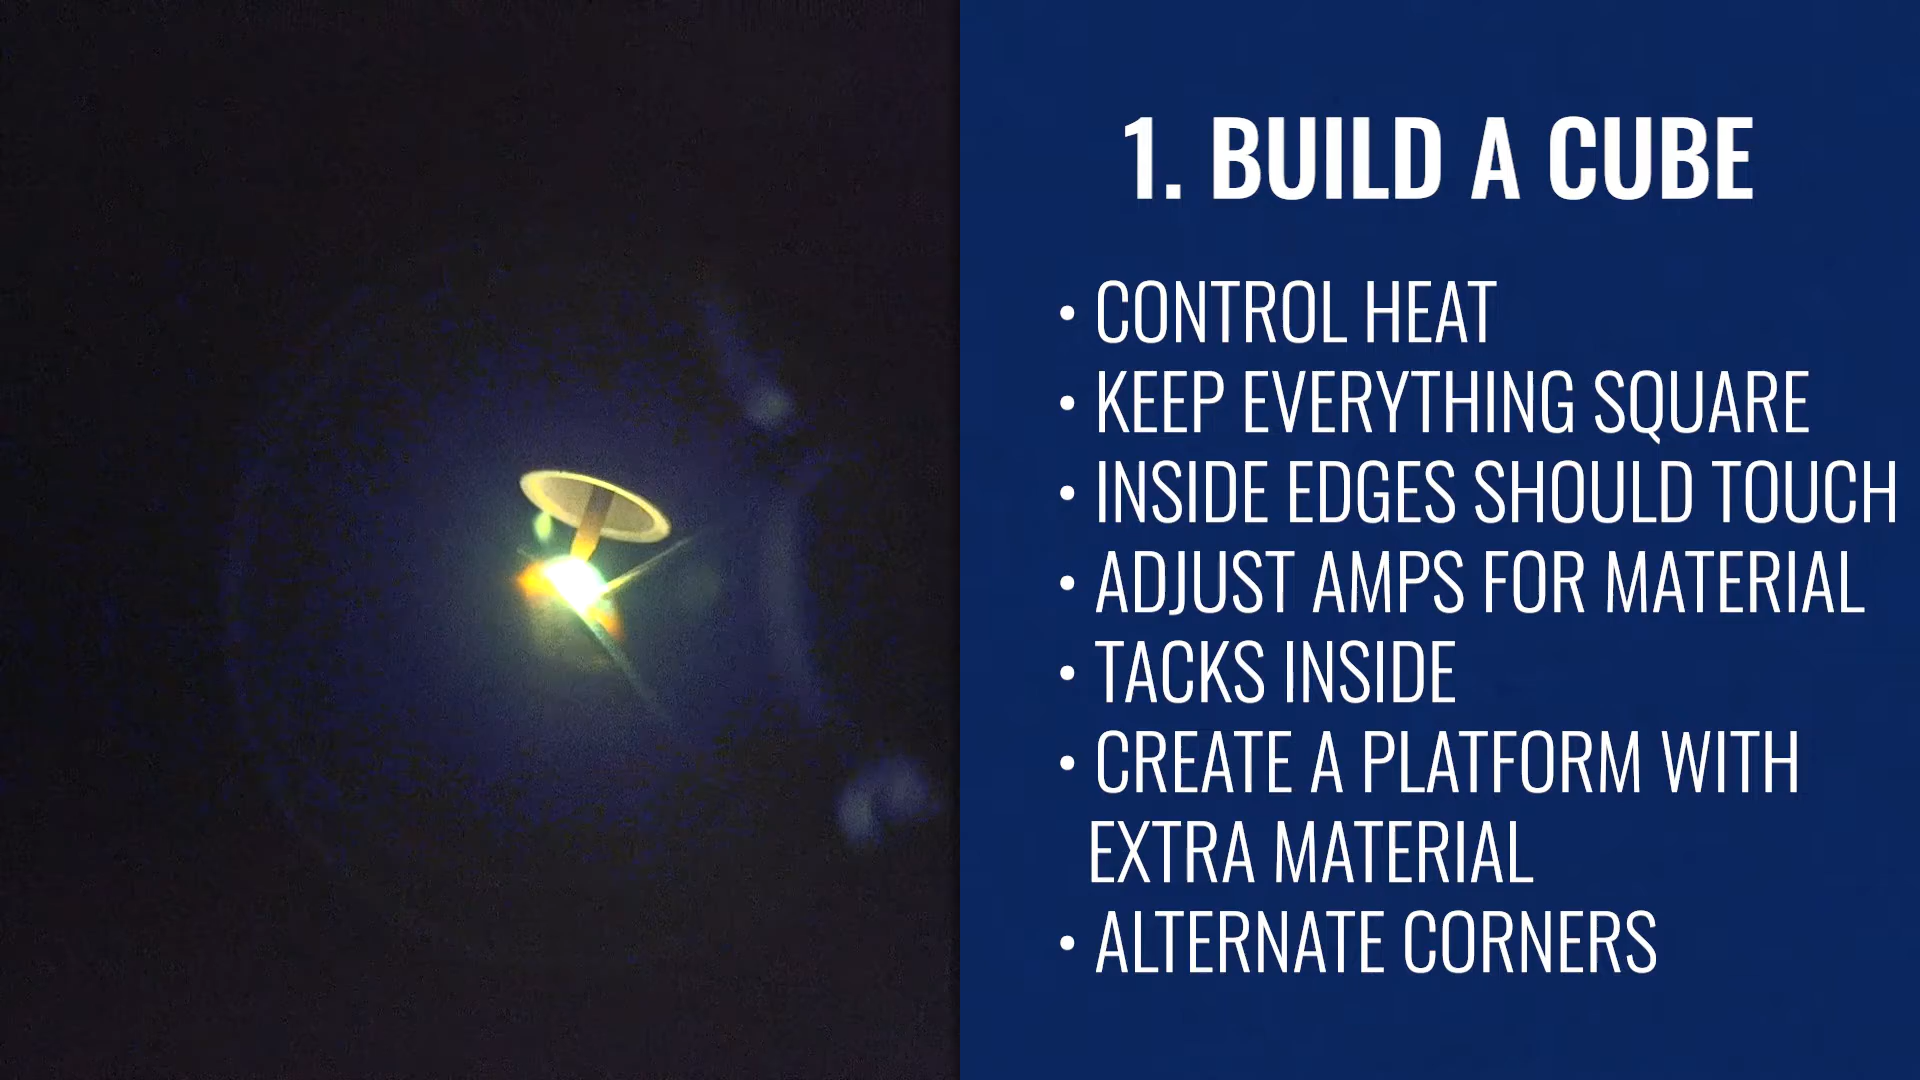 1. BUILD A CUBE
• CONTROL HEAT
• KEEP EVERYTHING SQUARE
• INSIDE EDGES SHOULD TOUCH
• ADJUST AMPS FOR MATERIAL
• TACKS INSIDE
• CREATE A PLATFORM WITH
EXTRA MATERIAL
• ALTERNATE CORNERS